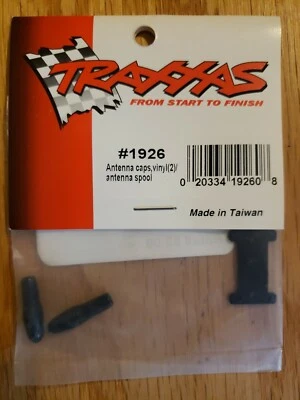 TRAXXAS
FROM START TO FINISH
#1926
Antenna caps,vinyl(2)/
antenna spool
0 20334 19260 8
Made in Taiwan